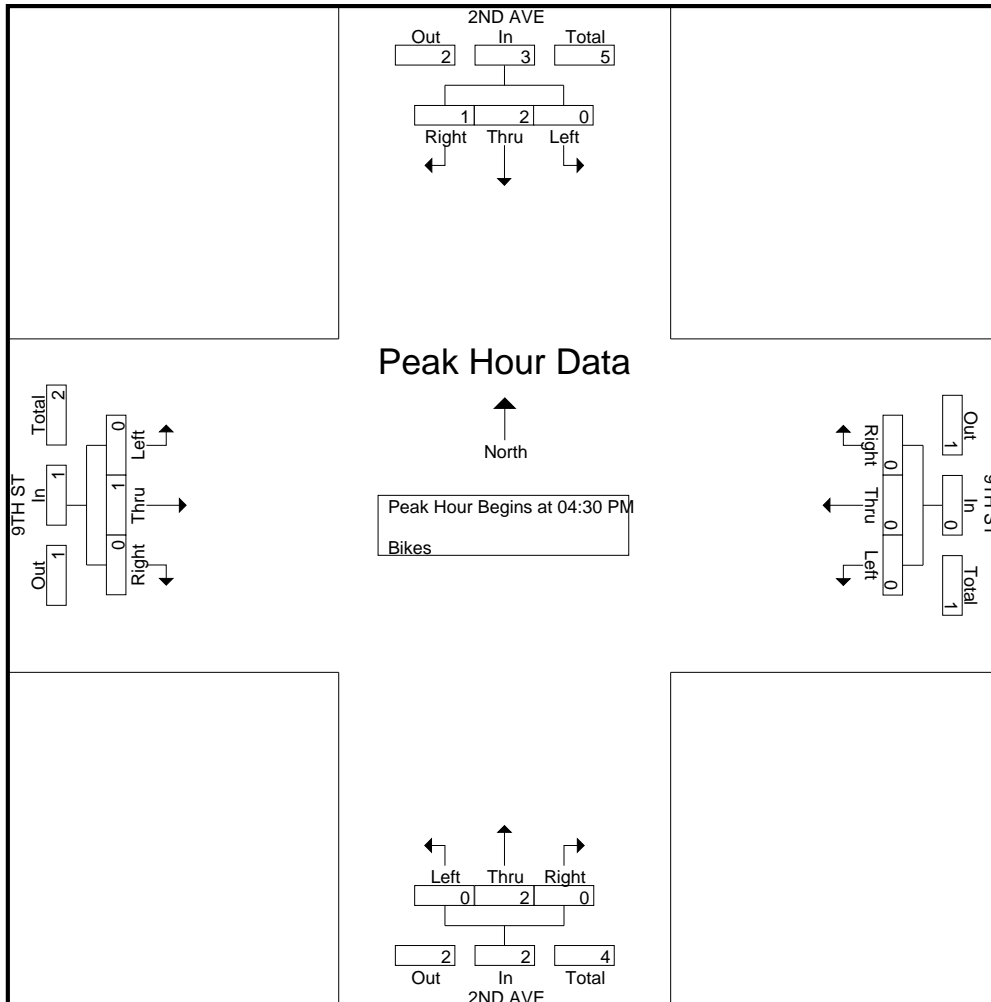 2ND AVE
Out In Total
2 3 5
1 2 0
Right Thru Left
Peak Hour Data
North
Peak Hour Begins at 04:30 PM
Bikes
9TH ST
Total In Out
2 1 1
0 1 0
Left Thru Right
Right Thru Left
0 0 0
Out In Total
1 0 1
9TH ST
Left Thru Right
0 2 0
2 2 4
Out In Total
2ND AVE